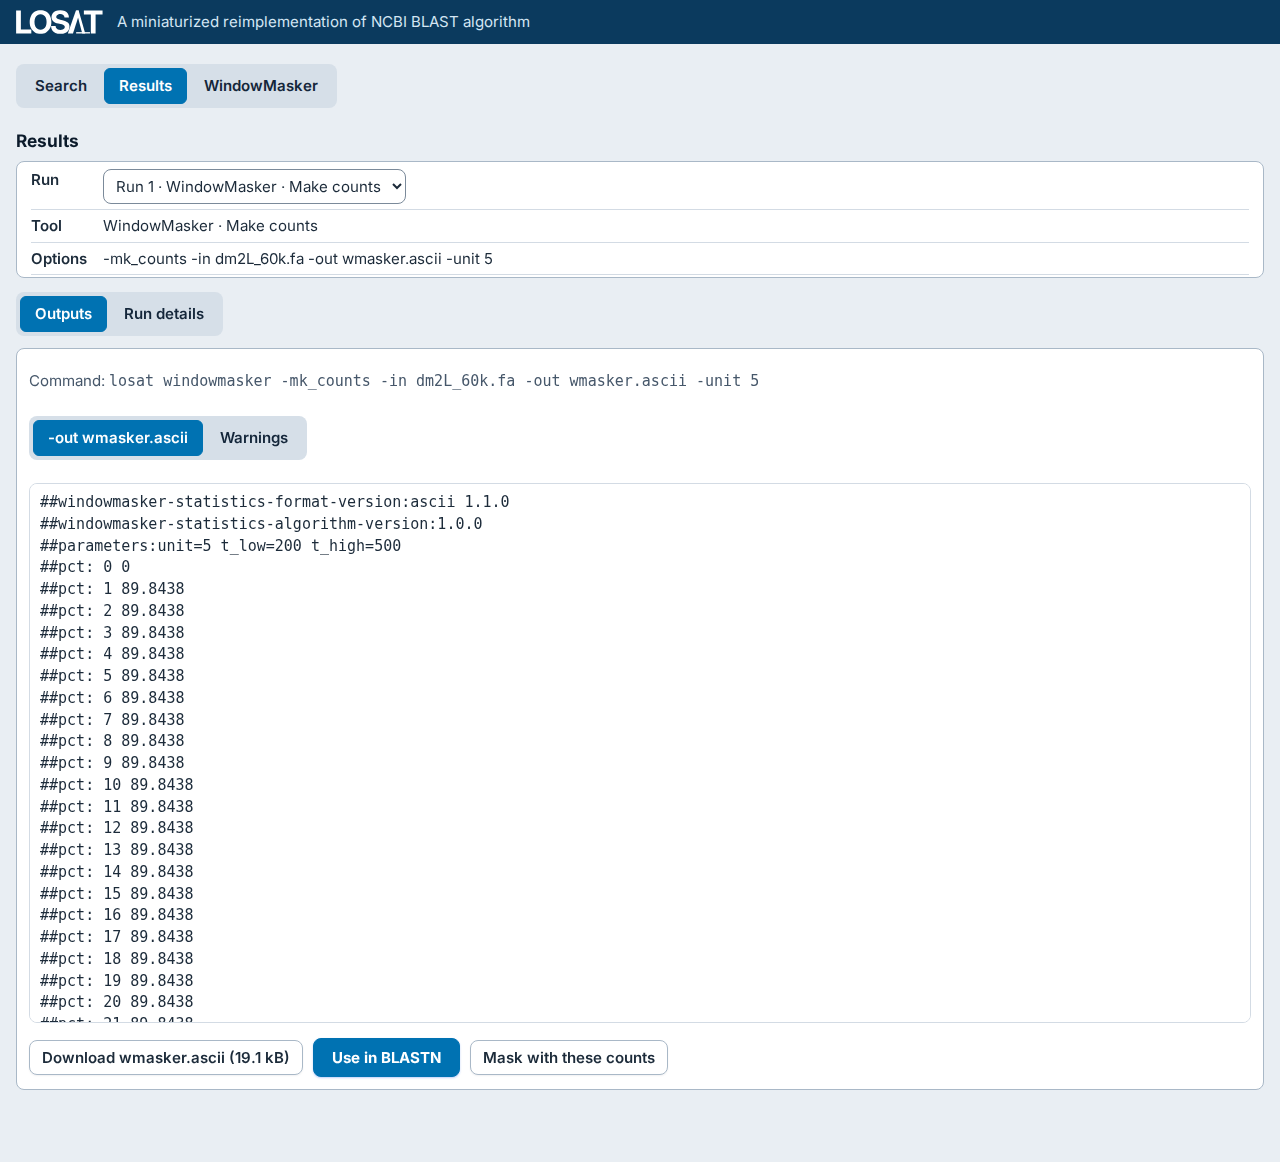 LOSAT A miniaturized reimplementation of NCBI BLAST algorithm
Search Results WindowMasker
Results
Run Run 1 · WindowMasker · Make counts
Tool WindowMasker · Make counts
Options -mk_counts -in dm2L_60k.fa -out wmasker.ascii -unit 5
Outputs Run details
Command: losat windowmasker -mk_counts -in dm2L_60k.fa -out wmasker.ascii -unit 5
-out wmasker.ascii Warnings
##windowmasker-statistics-format-version:ascii 1.1.0
##windowmasker-statistics-algorithm-version:1.0.0
##parameters:unit=5 t_low=200 t_high=500
##pct: 0 0
##pct: 1 89.8438
##pct: 2 89.8438
##pct: 3 89.8438
##pct: 4 89.8438
##pct: 5 89.8438
##pct: 6 89.8438
##pct: 7 89.8438
##pct: 8 89.8438
##pct: 9 89.8438
##pct: 10 89.8438
##pct: 11 89.8438
##pct: 12 89.8438
##pct: 13 89.8438
##pct: 14 89.8438
##pct: 15 89.8438
##pct: 16 89.8438
##pct: 17 89.8438
##pct: 18 89.8438
##pct: 19 89.8438
##pct: 20 89.8438
##pct: 21 89.8438
Download wmasker.ascii (19.1 kB) Use in BLASTN Mask with these counts